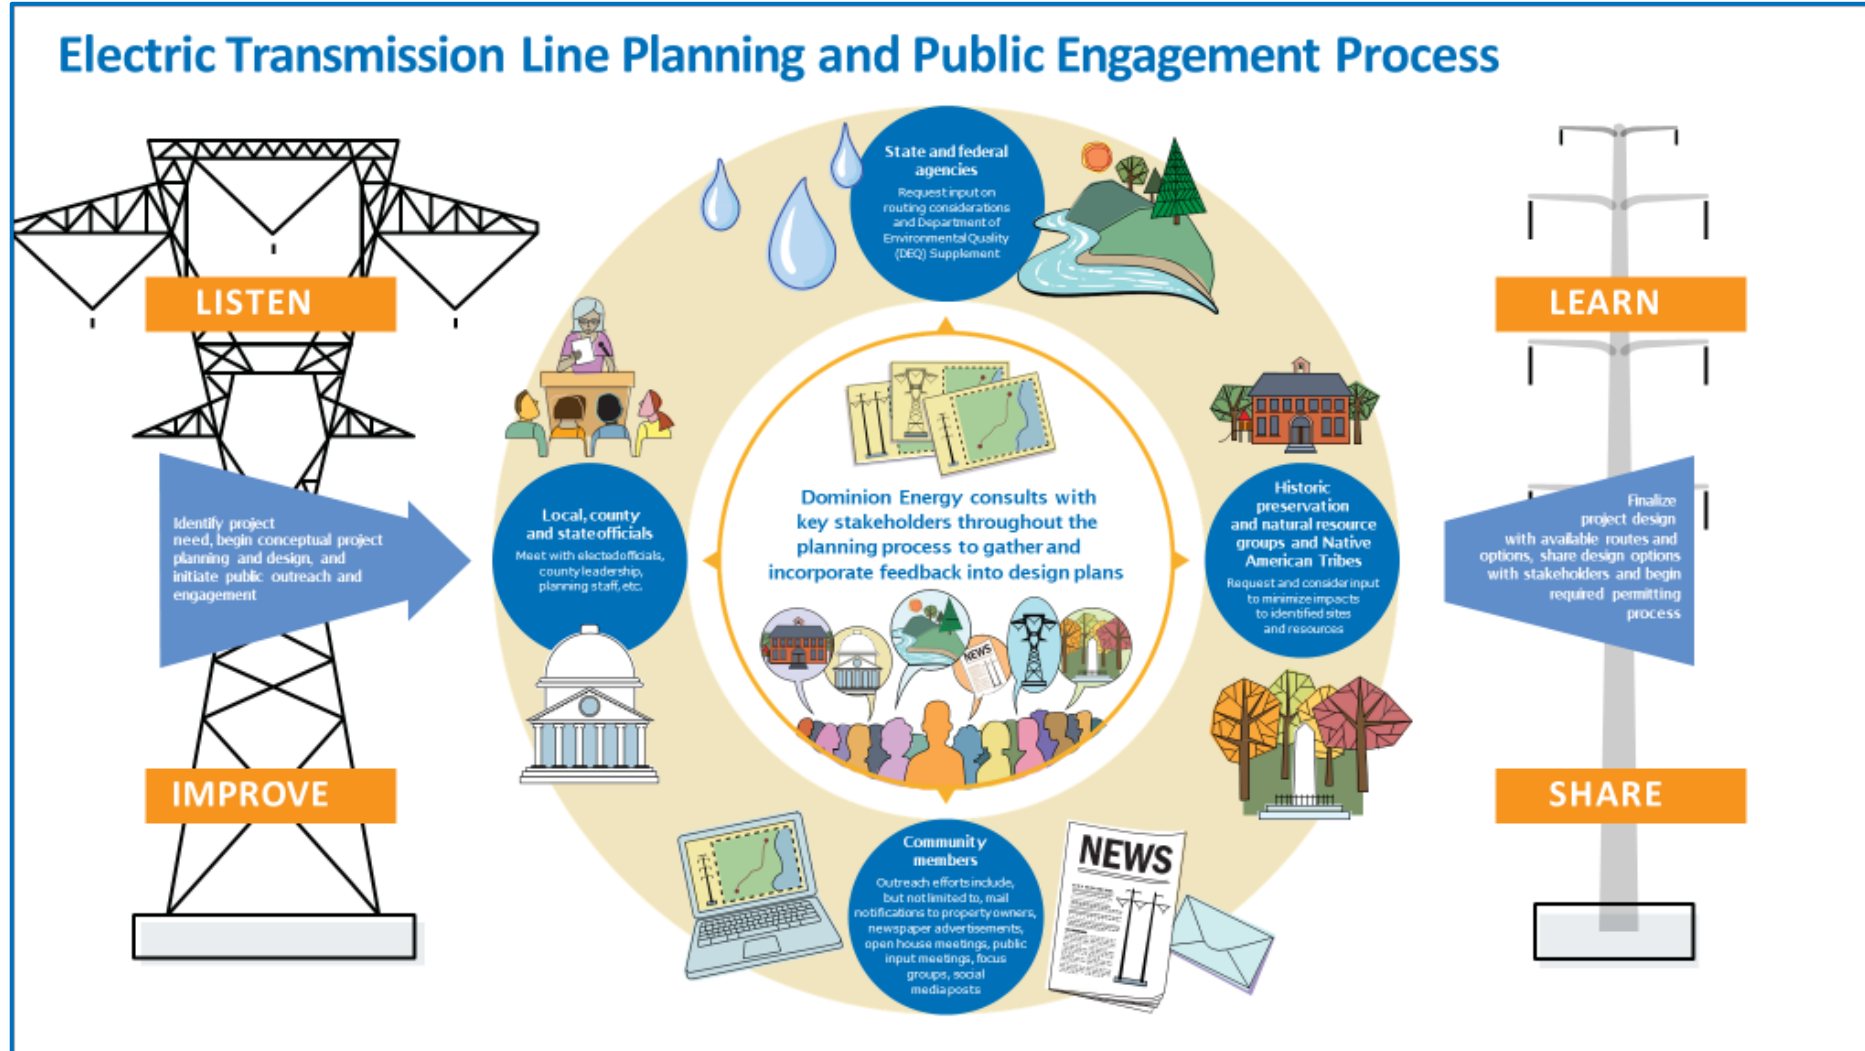 Electric Transmission Line Planning and Public Engagement Process
LISTEN
Identify project
need, begin conceptual project
planning and design, and
initiate public outreach and
engagement
IMPROVE
State and federal
agencies
Request input on
routing considerations
and Department of
Environmental Quality
(DEQ) Supplement
Local, county
and state officials
Meet with elected officials,
county leadership,
planning staff, etc.
Dominion Energy consults with
key stakeholders throughout the
planning process to gather and
incorporate feedback into design plans
NEWS
Historic
preservation
and natural resource
groups and Native
American Tribes
Request and consider input
to minimize impacts
to identified sites
and resources
Community
members
Outreach efforts include,
but not limited to, mail
notifications to property owners,
newspaper advertisements,
open house meetings, public
input meetings, focus
groups, social
media posts
NEWS
LEARN
Finalize
project design
with available routes and
options, share design options
with stakeholders and begin
required permitting
process
SHARE